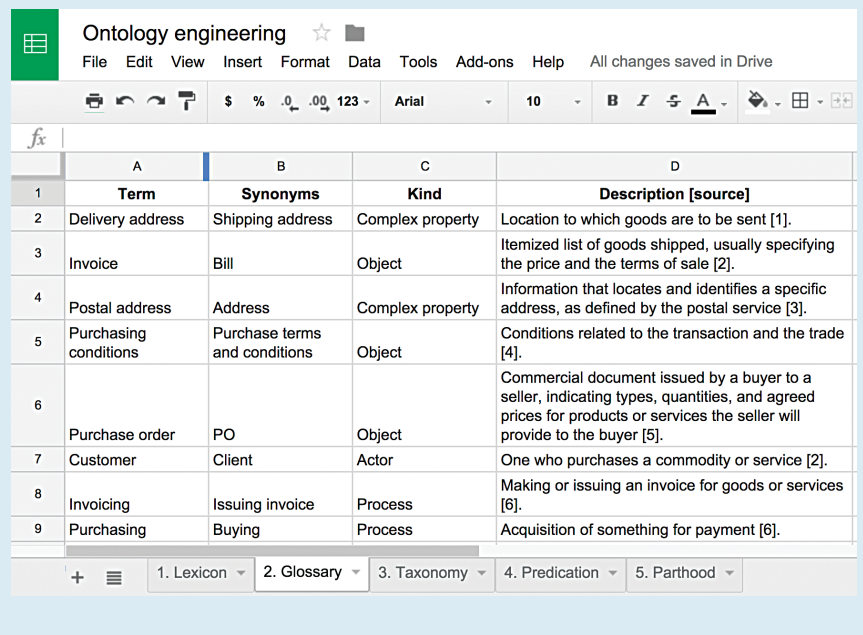 Ontology engineering
File Edit View Insert Format Data Tools Add-ons Help All changes saved in Drive
$ % .0 .00 123 Arial 10 B I S A
fx
A B C D
1 Term Synonyms Kind Description [source]
2 Delivery address Shipping address Complex property Location to which goods are to be sent [1].
Itemized list of goods shipped, usually specifying
3 Invoice Bill Object the price and the terms of sale [2].
Information that locates and identifies a specific
4 Postal address Address Complex property address, as defined by the postal service [3].
Purchasing Purchase terms Conditions related to the transaction and the trade
5 conditions and conditions Object [4].
Commercial document issued by a buyer to a
seller, indicating types, quantities, and agreed
6 prices for products or services the seller will
Purchase order PO Object provide to the buyer [5].
7 Customer Client Actor One who purchases a commodity or service [2].
Making or issuing an invoice for goods or services
8 Invoicing Issuing invoice Process [6].
9 Purchasing Buying Process Acquisition of something for payment [6].
+ 1. Lexicon 2. Glossary 3. Taxonomy 4. Predication 5. Parthood